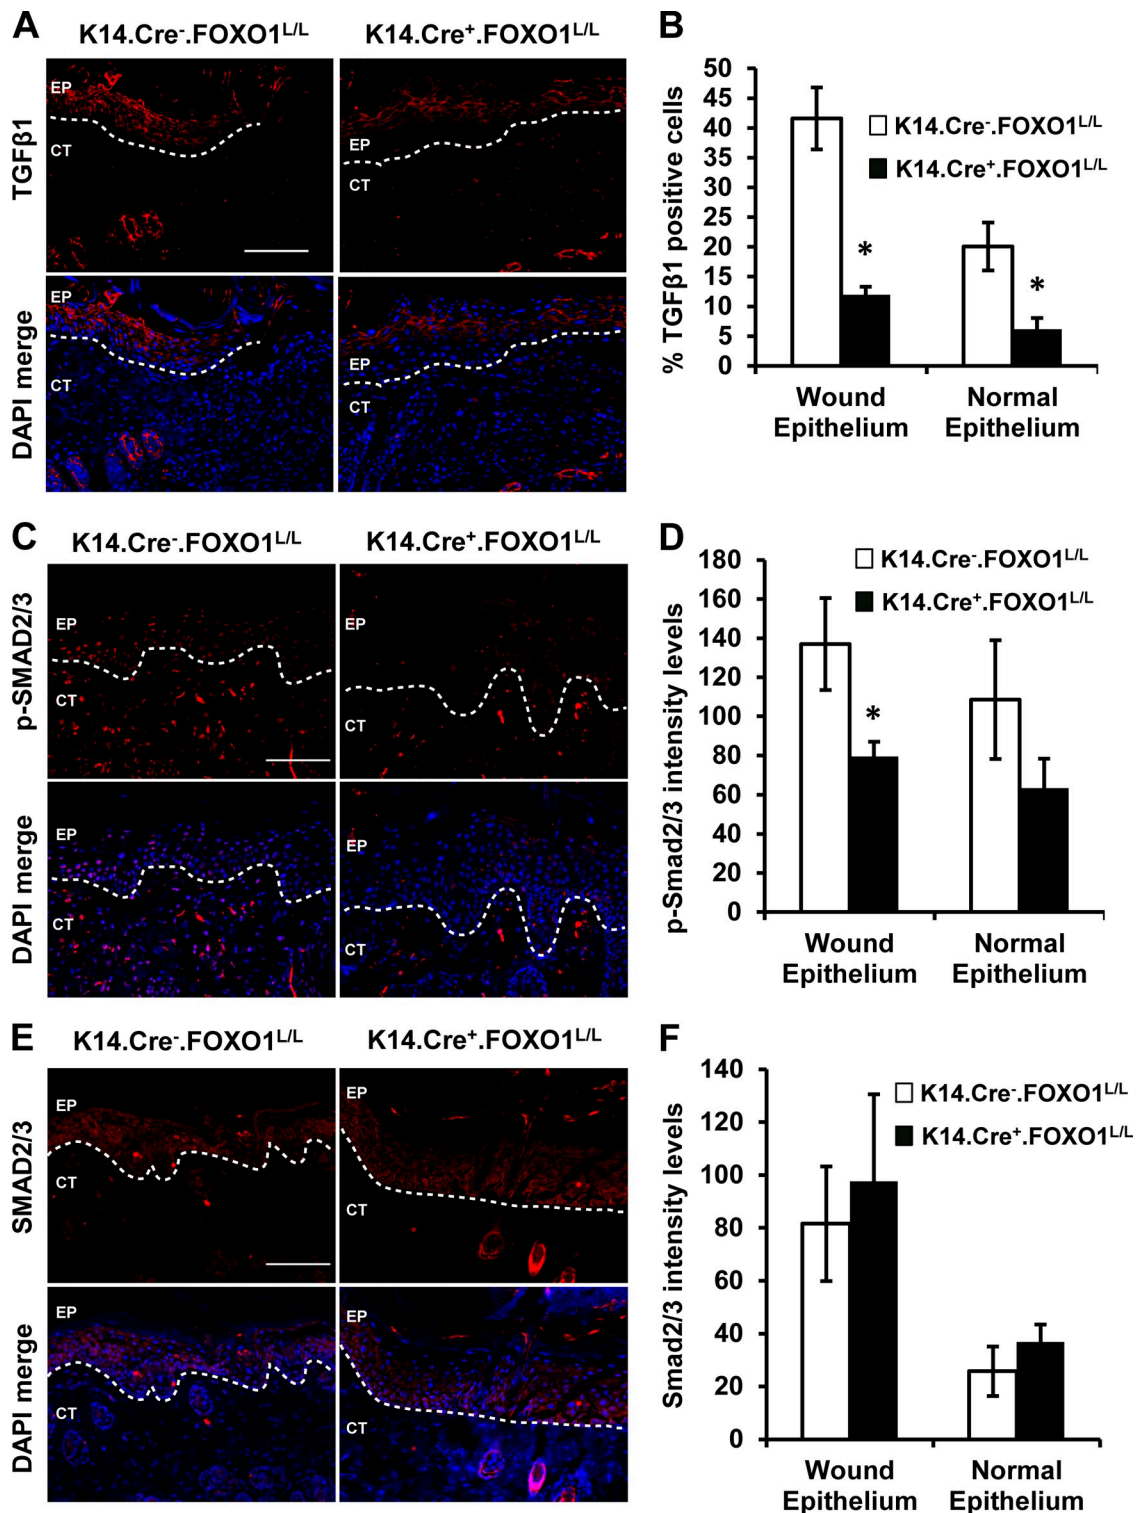 A
K14.Cre⁻.FOXO1ᴸ/ᴸ
K14.Cre⁺.FOXO1ᴸ/ᴸ
TGFβ1
EP
CT
EP
CT
DAPI merge
EP
CT
EP
CT
B
% TGFβ1 positive cells
50
45
40
35
30
25
20
15
10
5
0
K14.Cre⁻.FOXO1ᴸ/ᴸ
K14.Cre⁺.FOXO1ᴸ/ᴸ
*
*
Wound
Epithelium
Normal
Epithelium
C
K14.Cre⁻.FOXO1ᴸ/ᴸ
K14.Cre⁺.FOXO1ᴸ/ᴸ
p-SMAD2/3
EP
CT
EP
CT
DAPI merge
EP
CT
EP
CT
D
p-Smad2/3 intensity levels
180
160
140
120
100
80
60
40
20
0
K14.Cre⁻.FOXO1ᴸ/ᴸ
K14.Cre⁺.FOXO1ᴸ/ᴸ
*
Wound
Epithelium
Normal
Epithelium
E
K14.Cre⁻.FOXO1ᴸ/ᴸ
K14.Cre⁺.FOXO1ᴸ/ᴸ
SMAD2/3
EP
CT
EP
CT
DAPI merge
EP
CT
EP
CT
F
Smad2/3 intensity levels
140
120
100
80
60
40
20
0
K14.Cre⁻.FOXO1ᴸ/ᴸ
K14.Cre⁺.FOXO1ᴸ/ᴸ
Wound
Epithelium
Normal
Epithelium